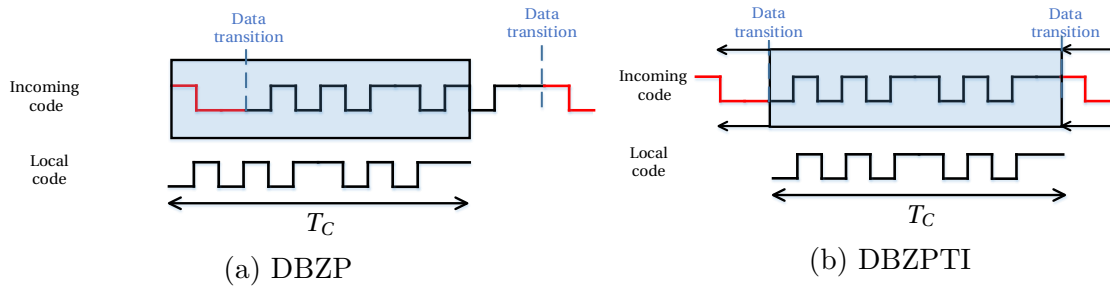 Data
transition
Data
transition
Incoming
code
Local
code
T_C
(a) DBZP
Data
transition
Data
transition
Incoming
code
Local
code
T_C
(b) DBZPTI